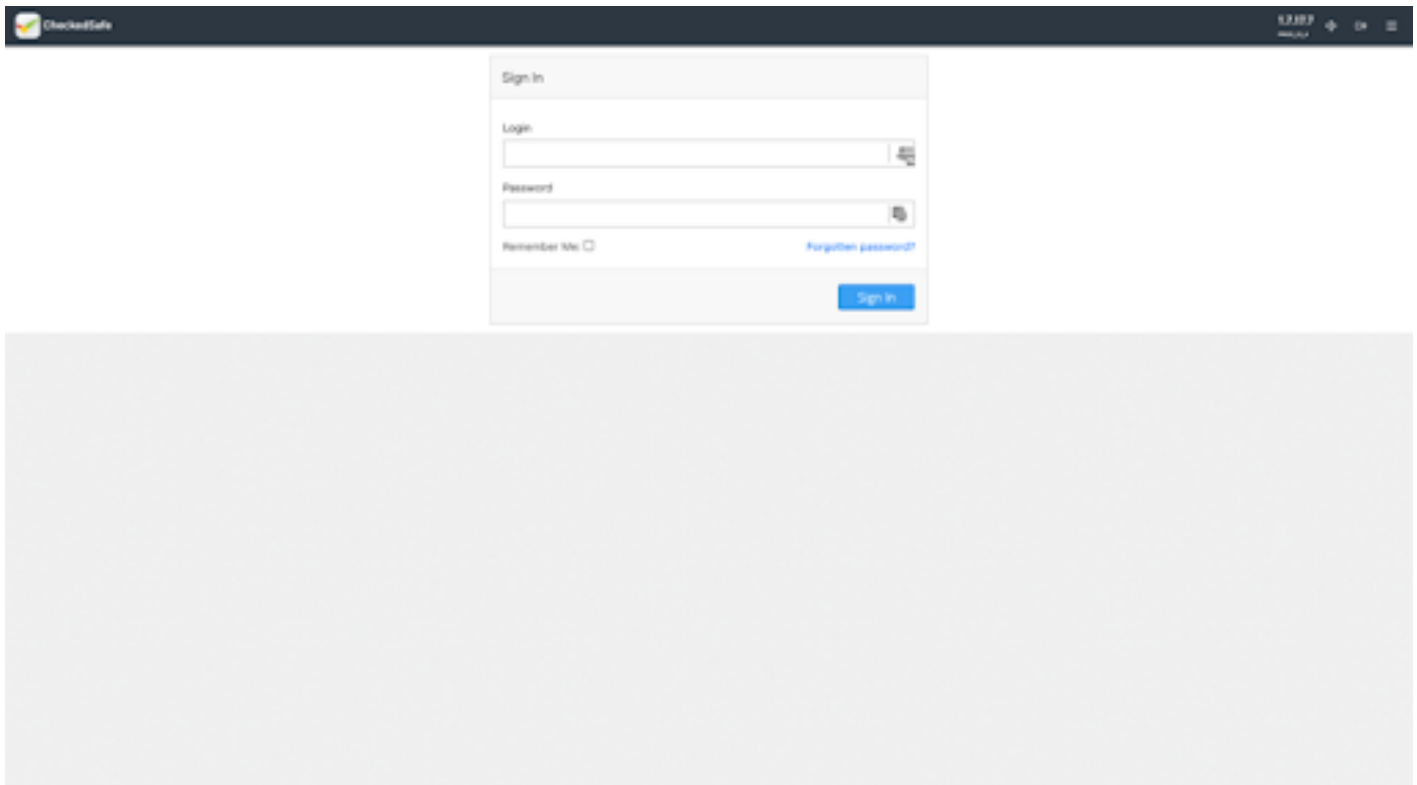 CheckedSafe
Sign In
Login
Password
Remember Me
Forgotten password?
Sign In